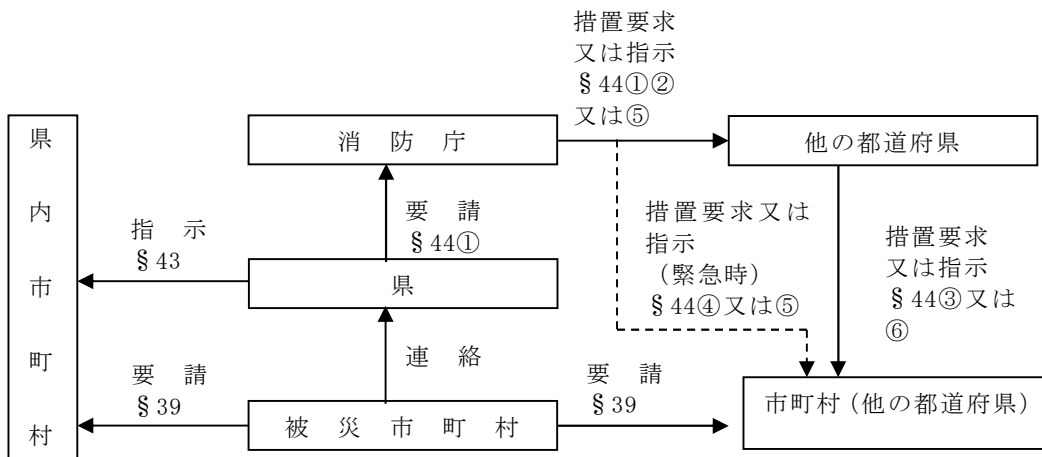 措置要求
又は指示
§44①②
又は⑤
県内市町村
消防庁
他の都道府県
指示
§43
要請
§44①
措置要求又は
指示
（緊急時）
§44④又は⑤
措置要求
又は指示
§44③又は
⑥
県
連絡
要請
§39
要請
§39
被災市町村
市町村（他の都道府県）